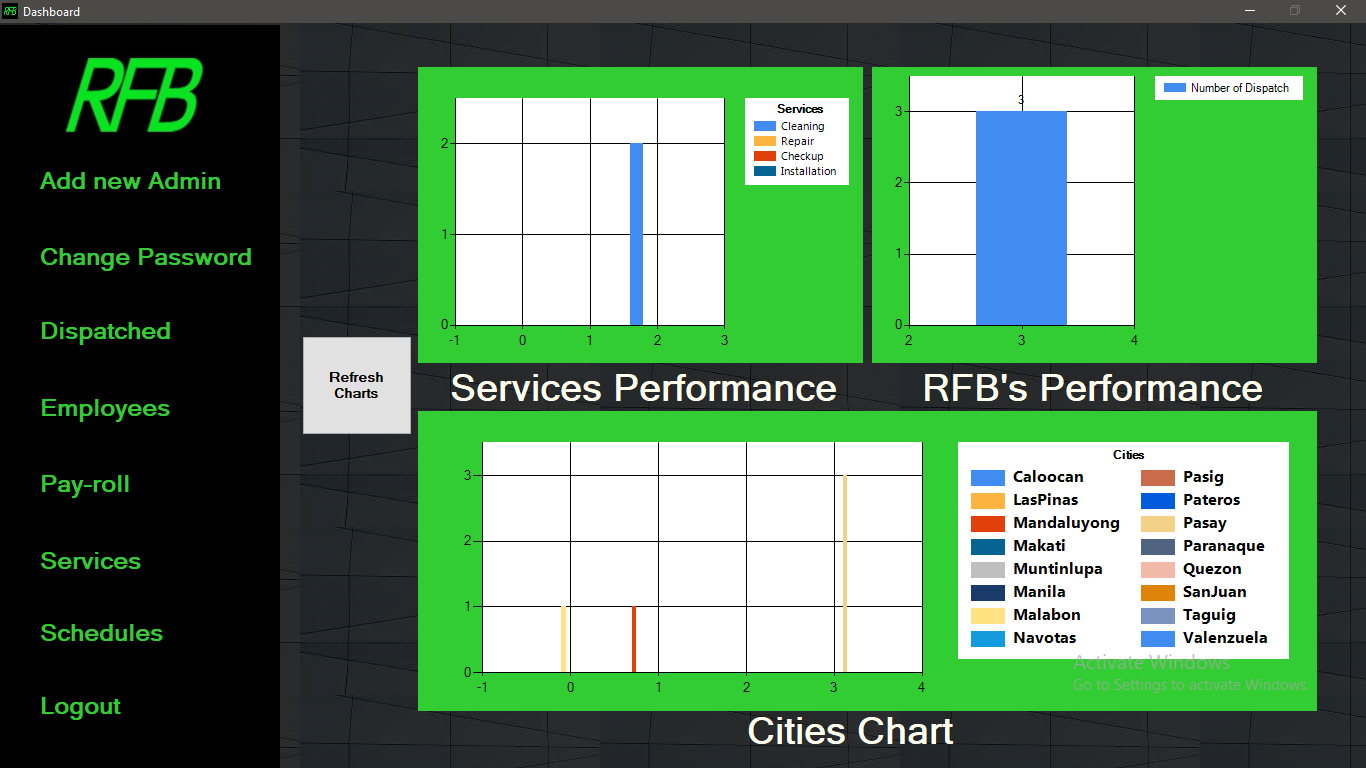 RFB Dashboard
RFB
Add new Admin
Change Password
Dispatched
Employees
Pay-roll
Services
Schedules
Logout
Refresh
Charts
2
1
0
-1 0 1 2 3
Services
Cleaning
Repair
Checkup
Installation
Services Performance
3
3
2
1
0
2 3 4
Number of Dispatch
RFB's Performance
3
2
1
0
-1 0 1 2 3 4
Cities
Caloocan Pasig
LasPinas Pateros
Mandaluyong Pasay
Makati Paranaque
Muntinlupa Quezon
Manila SanJuan
Malabon Taguig
Navotas Valenzuela
Activate Windows
Go to Settings to activate Windows.
Cities Chart